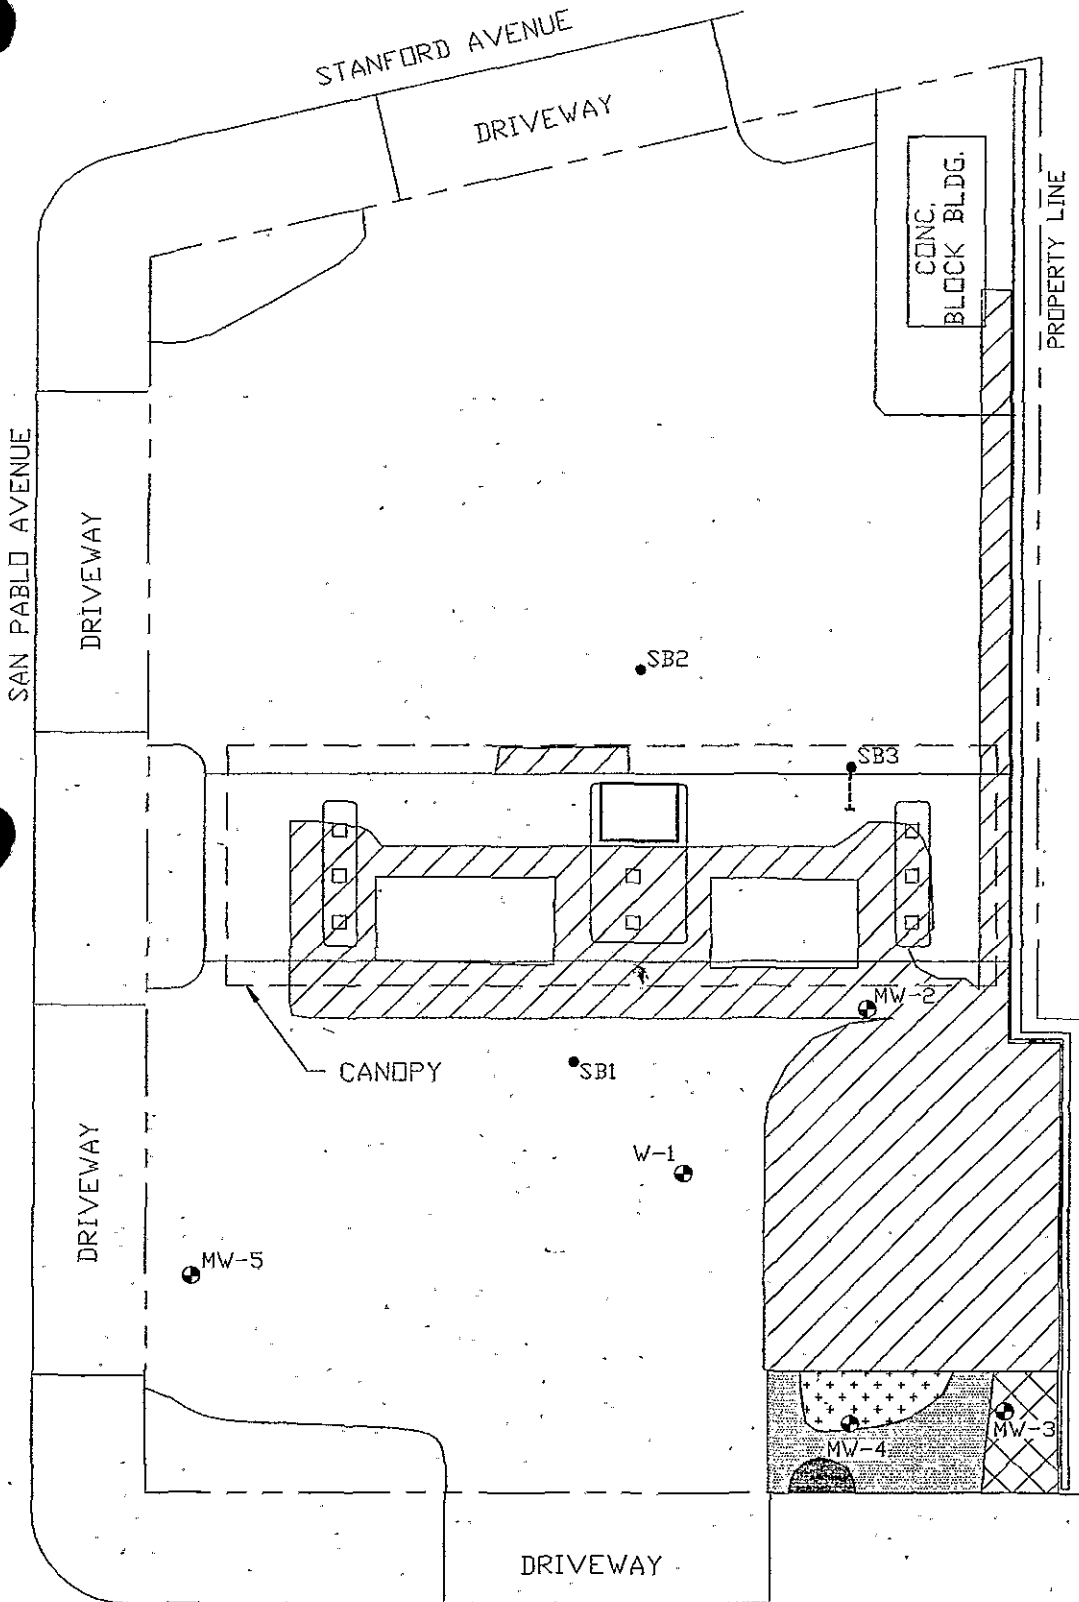 STANFORD AVENUE
DRIVEWAY
CONC.
BLOCK BLDG.
PROPERTY LINE
SAN PABLO AVENUE
DRIVEWAY
SB2
SB3
MW-2
CANOPY
SB1
W-1
DRIVEWAY
MW-5
MW-3
MW-4
DRIVEWAY